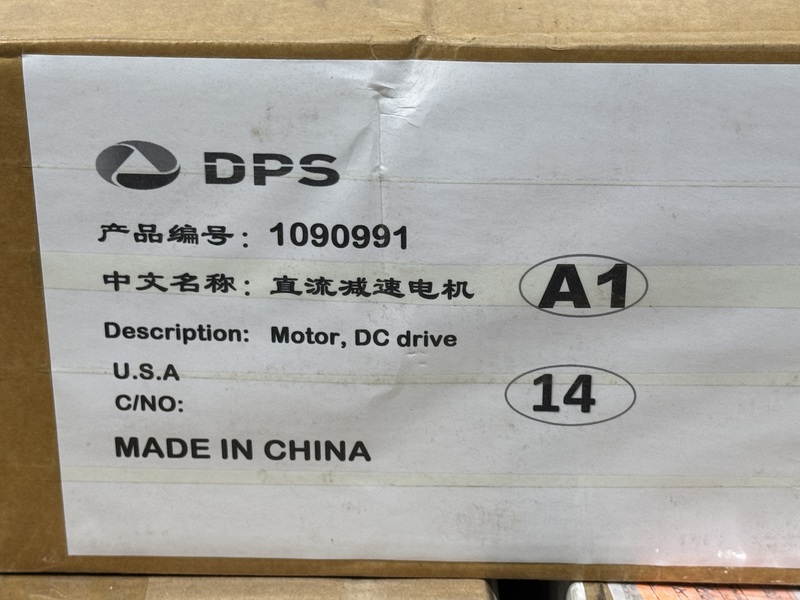 DPS
产品编号: 1090991
中文名称: 直流减速电机
A1
Description: Motor, DC drive
U.S.A
C/NO:
14
MADE IN CHINA